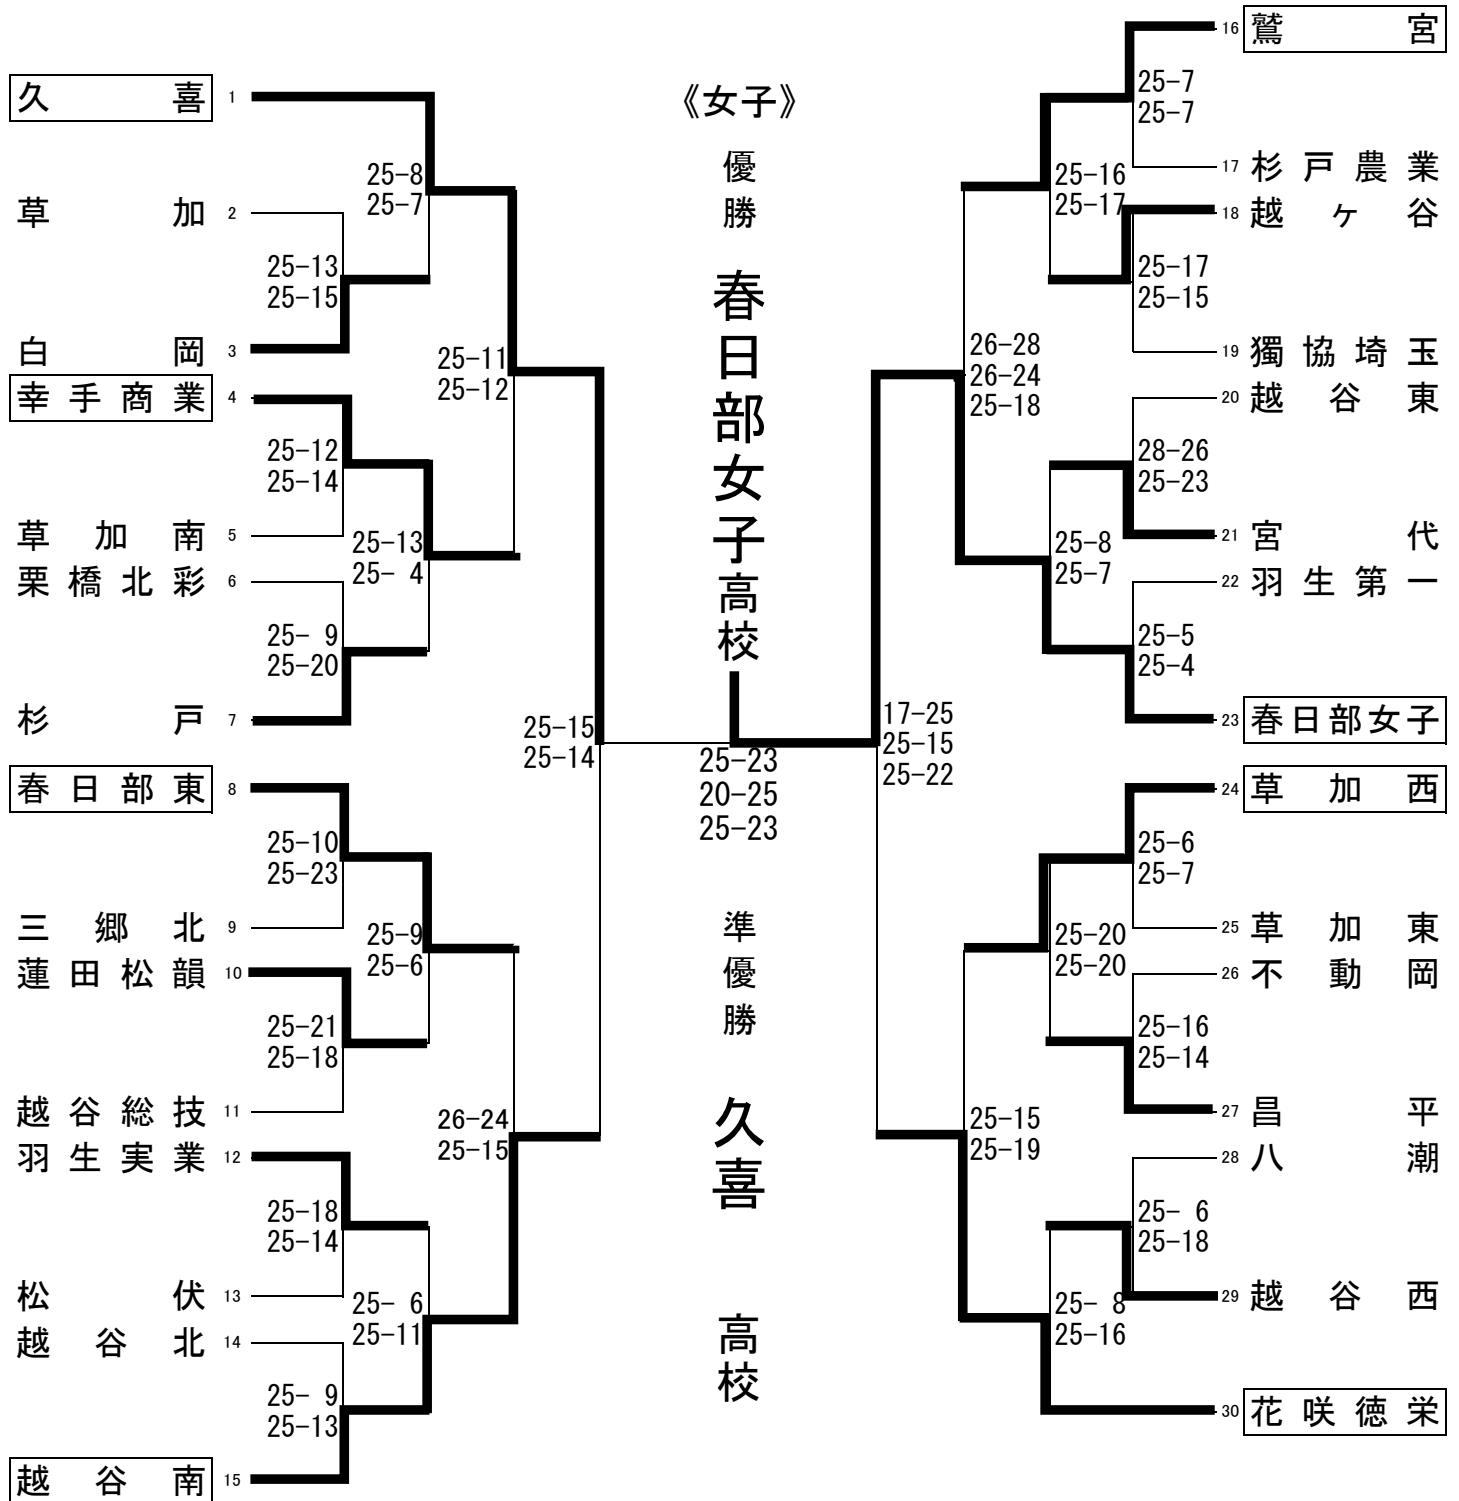 《女子》
優勝
春日部女子高校
準優勝
久喜
高校
久喜 1
草加 2
白岡 3
幸手商業 4
草加南 5
栗橋北彩 6
杉戸 7
春日部東 8
三郷北 9
蓮田松韻 10
越谷総技 11
羽生実業 12
松伏 13
越谷北 14
越谷南 15
25-8
25-7
25-13
25-15
25-11
25-12
25-12
25-14
25-13
25- 4
25- 9
25-20
25-15
25-14
25-10
25-23
25-9
25-6
25-21
25-18
26-24
25-15
25-18
25-14
25- 6
25-11
25- 9
25-13
25-23
20-25
25-23
16 鷲宮
17 杉戸農業
18 越ヶ谷
19 獨協埼玉
20 越谷東
21 宮代
22 羽生第一
23 春日部女子
24 草加西
25 草加東
26 不動岡
27 昌平
28 八潮
29 越谷西
30 花咲徳栄
25-7
25-7
25-16
25-17
25-17
25-15
26-28
26-24
25-18
28-26
25-23
25-8
25-7
25-5
25-4
17-25
25-15
25-22
25-6
25-7
25-20
25-20
25-16
25-14
25-15
25-19
25- 6
25-18
25- 8
25-16